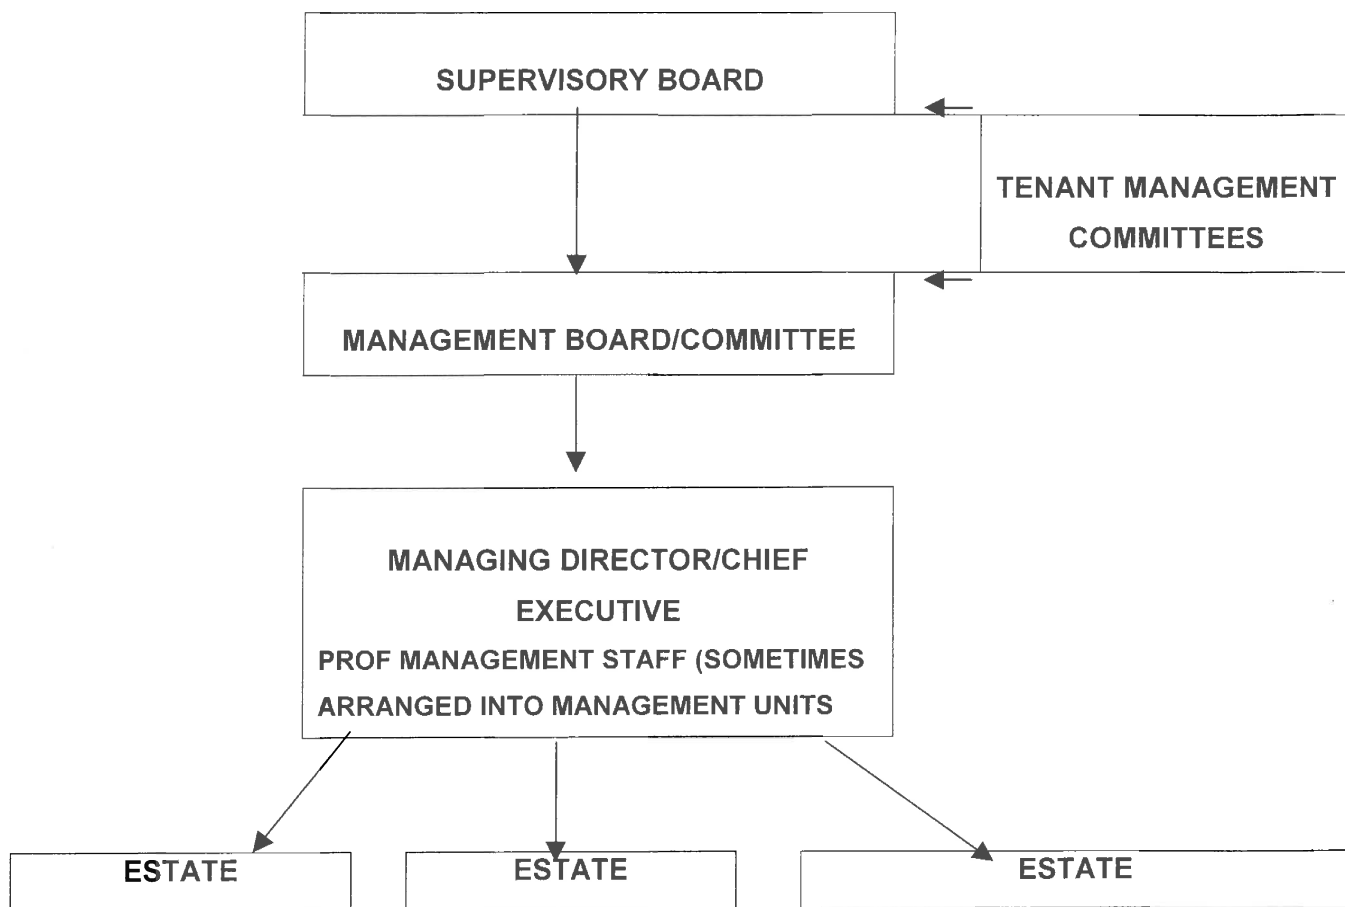 SUPERVISORY BOARD
TENANT MANAGEMENT
COMMITTEES
MANAGEMENT BOARD/COMMITTEE
MANAGING DIRECTOR/CHIEF
EXECUTIVE
PROF MANAGEMENT STAFF (SOMETIMES
ARRANGED INTO MANAGEMENT UNITS
ESTATE
ESTATE
ESTATE